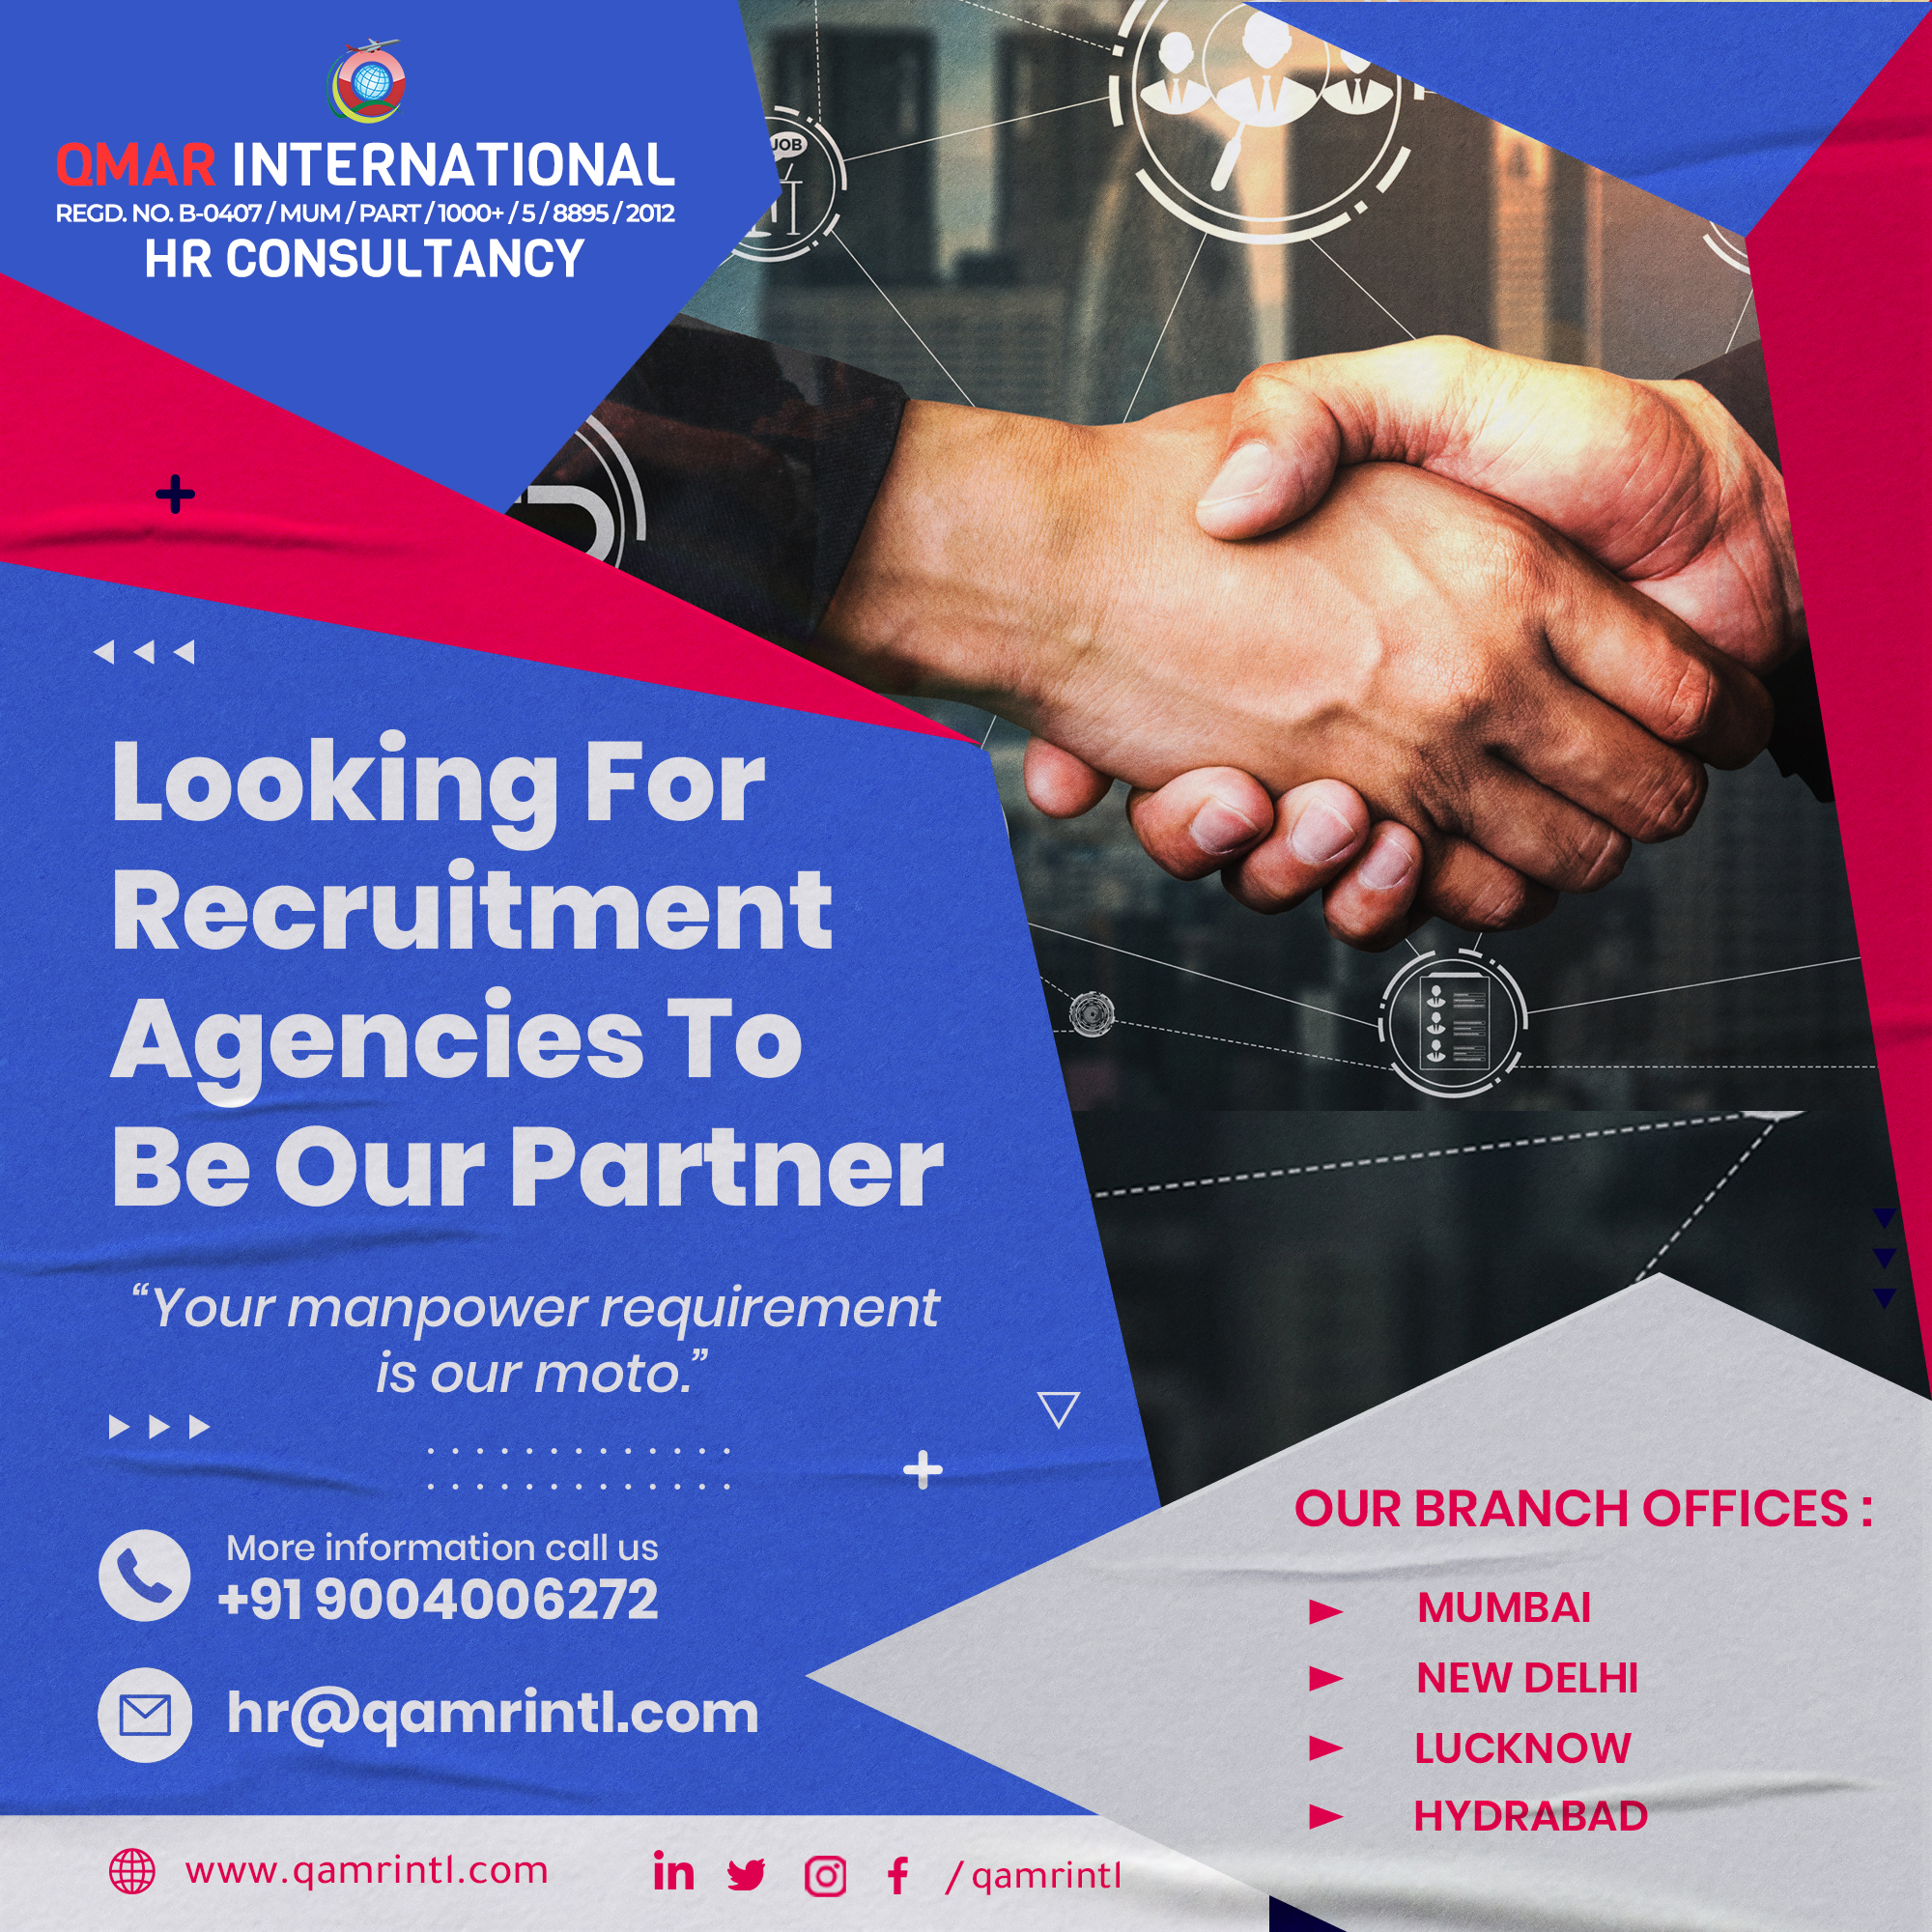 QMAR INTERNATIONAL
REGD. NO. B-0407 / MUM / PART / 1000+ / 5 / 8895 / 2012
HR CONSULTANCY
JOB
Looking For
Recruitment
Agencies To
Be Our Partner
“Your manpower requirement
is our moto.”
More information call us
+91 9004006272
hr@qamrintl.com
OUR BRANCH OFFICES :
MUMBAI
NEW DELHI
LUCKNOW
HYDRABAD
www.qamrintl.com
/qamrintl